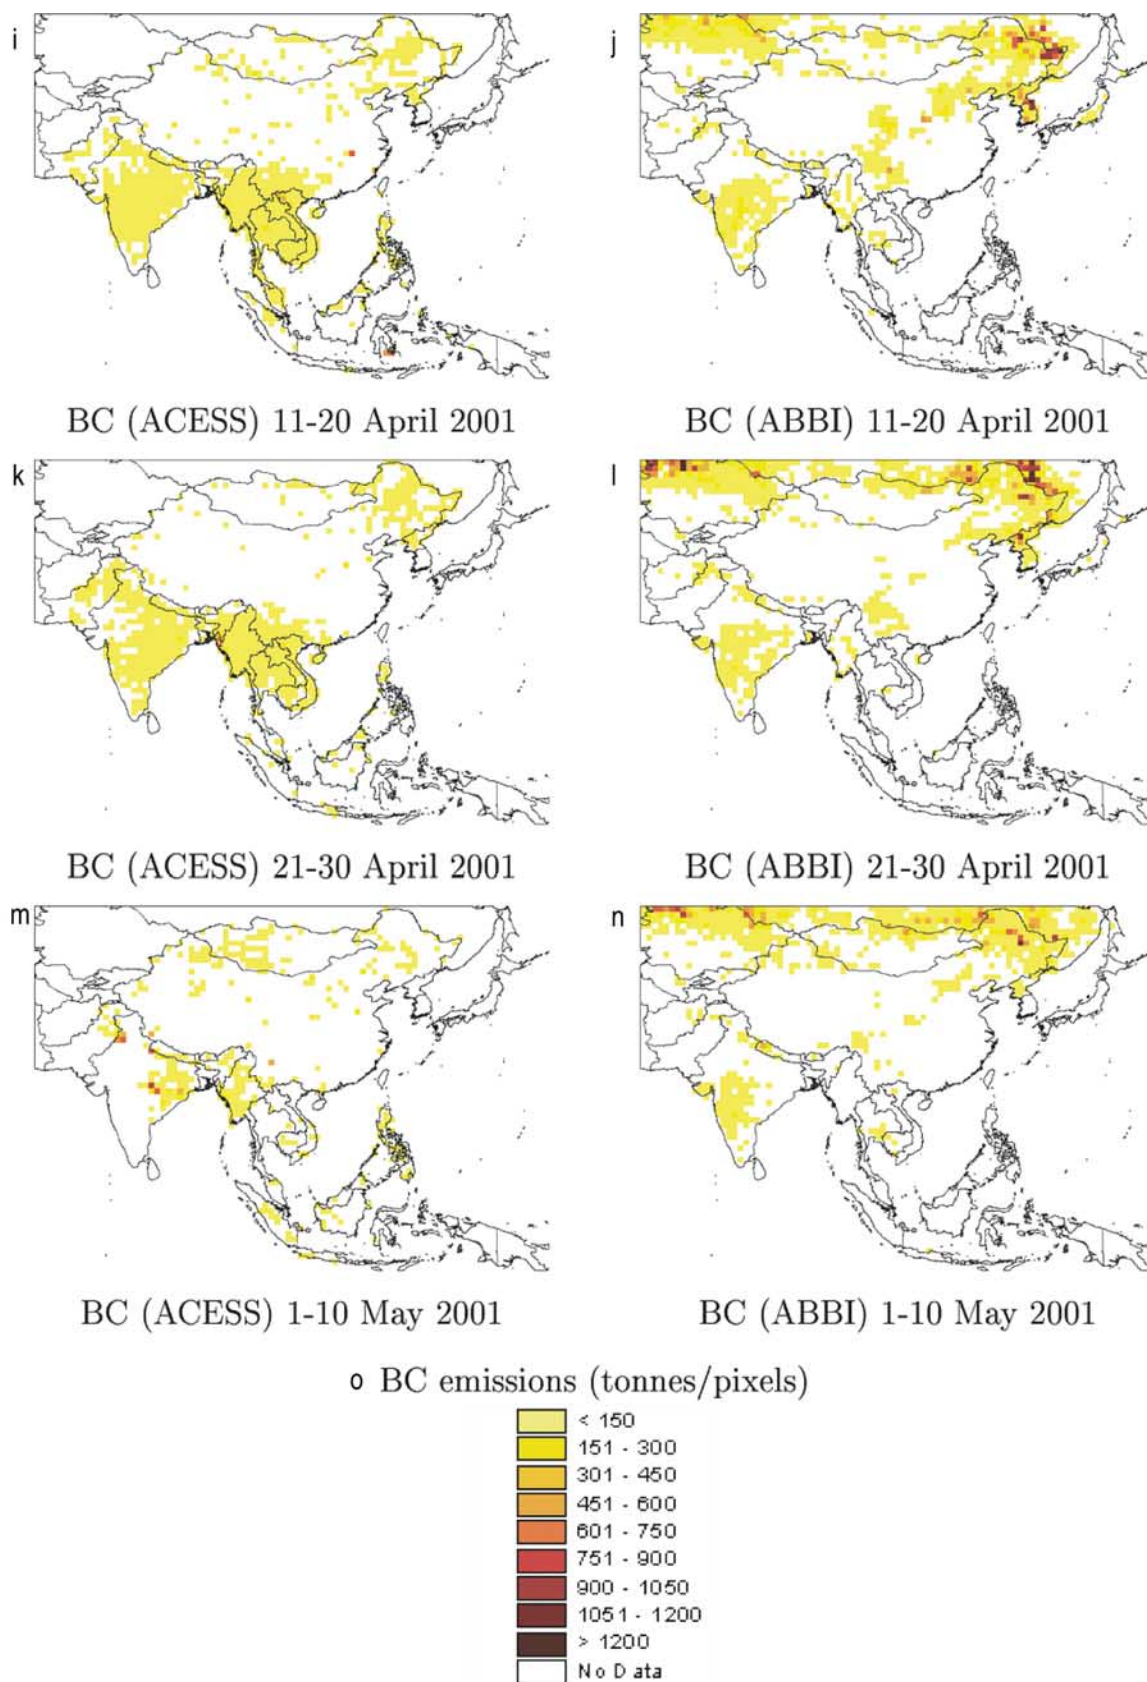 i
j
BC (ACESS) 11-20 April 2001
BC (ABBI) 11-20 April 2001
k
l
BC (ACESS) 21-30 April 2001
BC (ABBI) 21-30 April 2001
m
n
BC (ACESS) 1-10 May 2001
BC (ABBI) 1-10 May 2001
o BC emissions (tonnes/pixels)
< 150
151 - 300
301 - 450
451 - 600
601 - 750
751 - 900
900 - 1050
1051 - 1200
> 1200
No Data